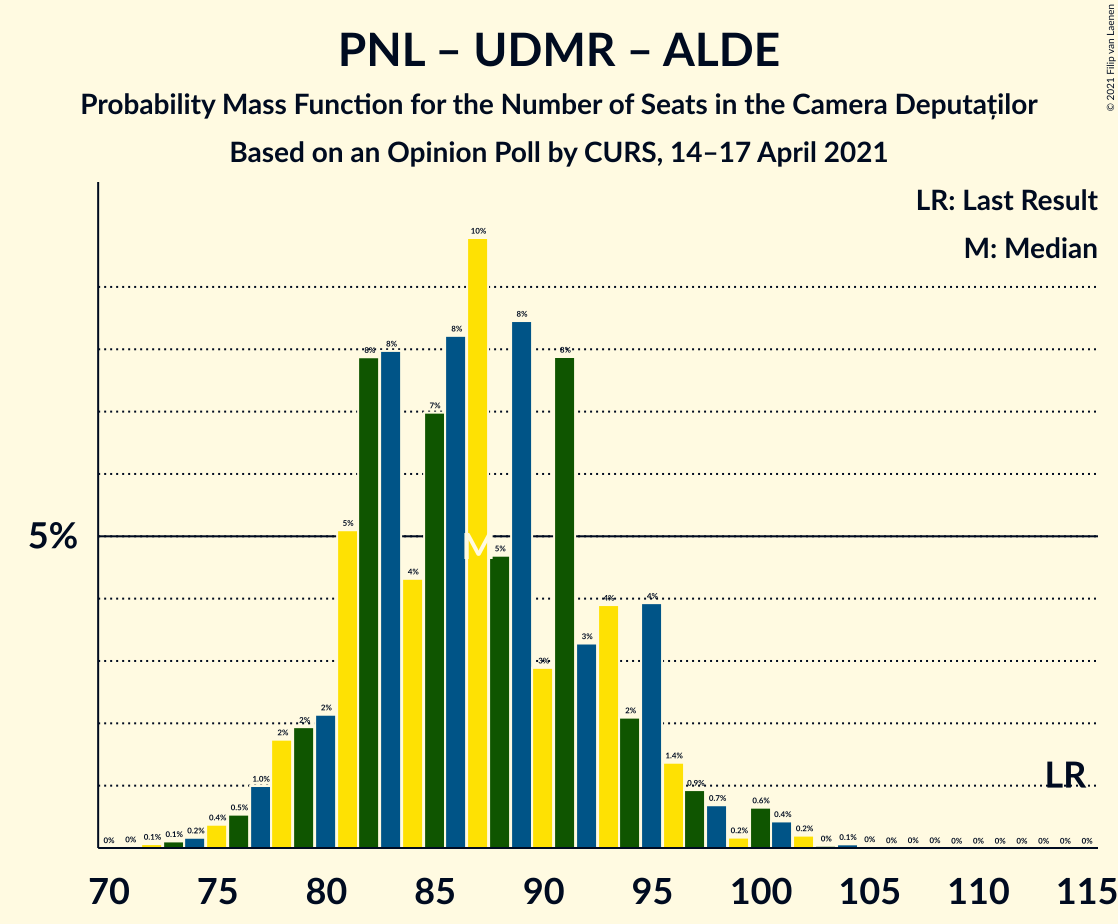 PNL – UDMR – ALDE
Probability Mass Function for the Number of Seats in the Camera Deputaților
Based on an Opinion Poll by CURS, 14–17 April 2021
© 2021 Filip van Laenen
LR: Last Result
M: Median
5%
0% 0% 0.1% 0.1% 0.2% 0.4% 0.5% 1.0% 2% 2% 2% 5% 8% 8% 4% 7% 8% 10% 5% 8% 3% 8% 3% 4% 2% 4% 1.4% 0.9% 0.7% 0.2% 0.6% 0.4% 0.2% 0% 0.1% 0% 0% 0% 0% 0% 0% 0% 0% 0% 0% 0%
M
LR
70 75 80 85 90 95 100 105 110 115